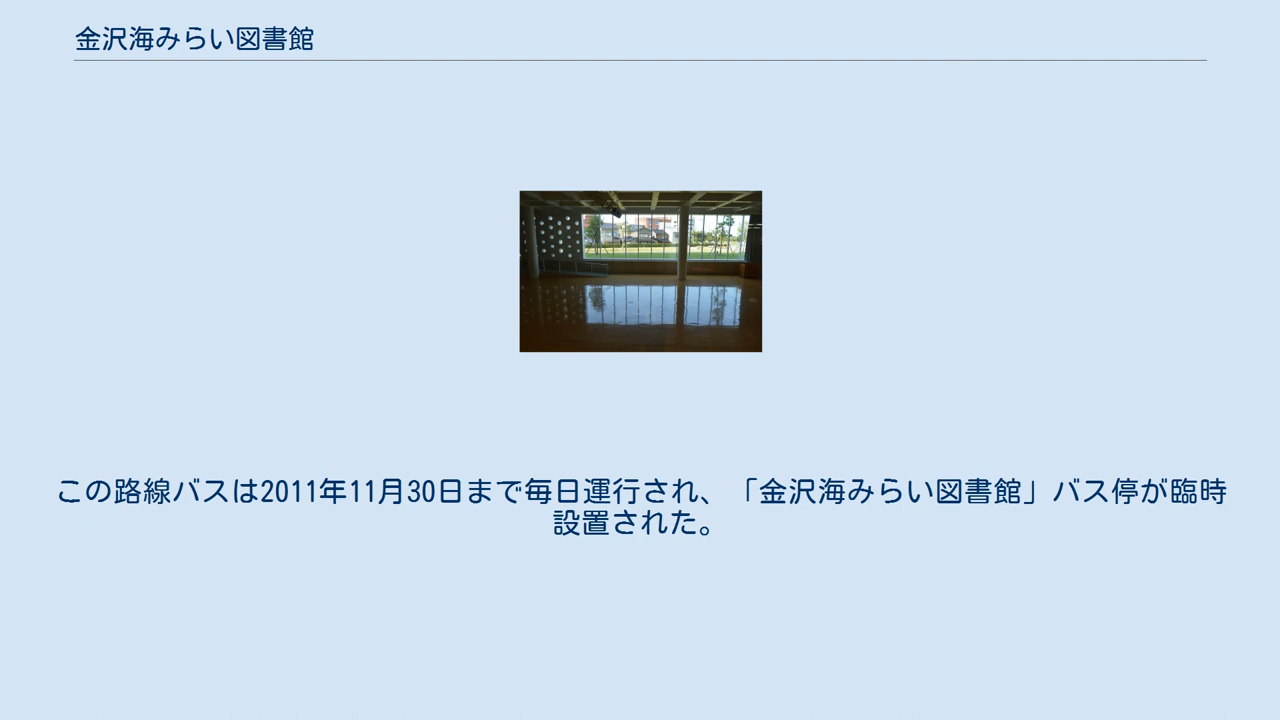 金沢海みらい図書館
この路線バスは2011年11月30日まで毎日運行され、「金沢海みらい図書館」バス停が臨時
設置された。